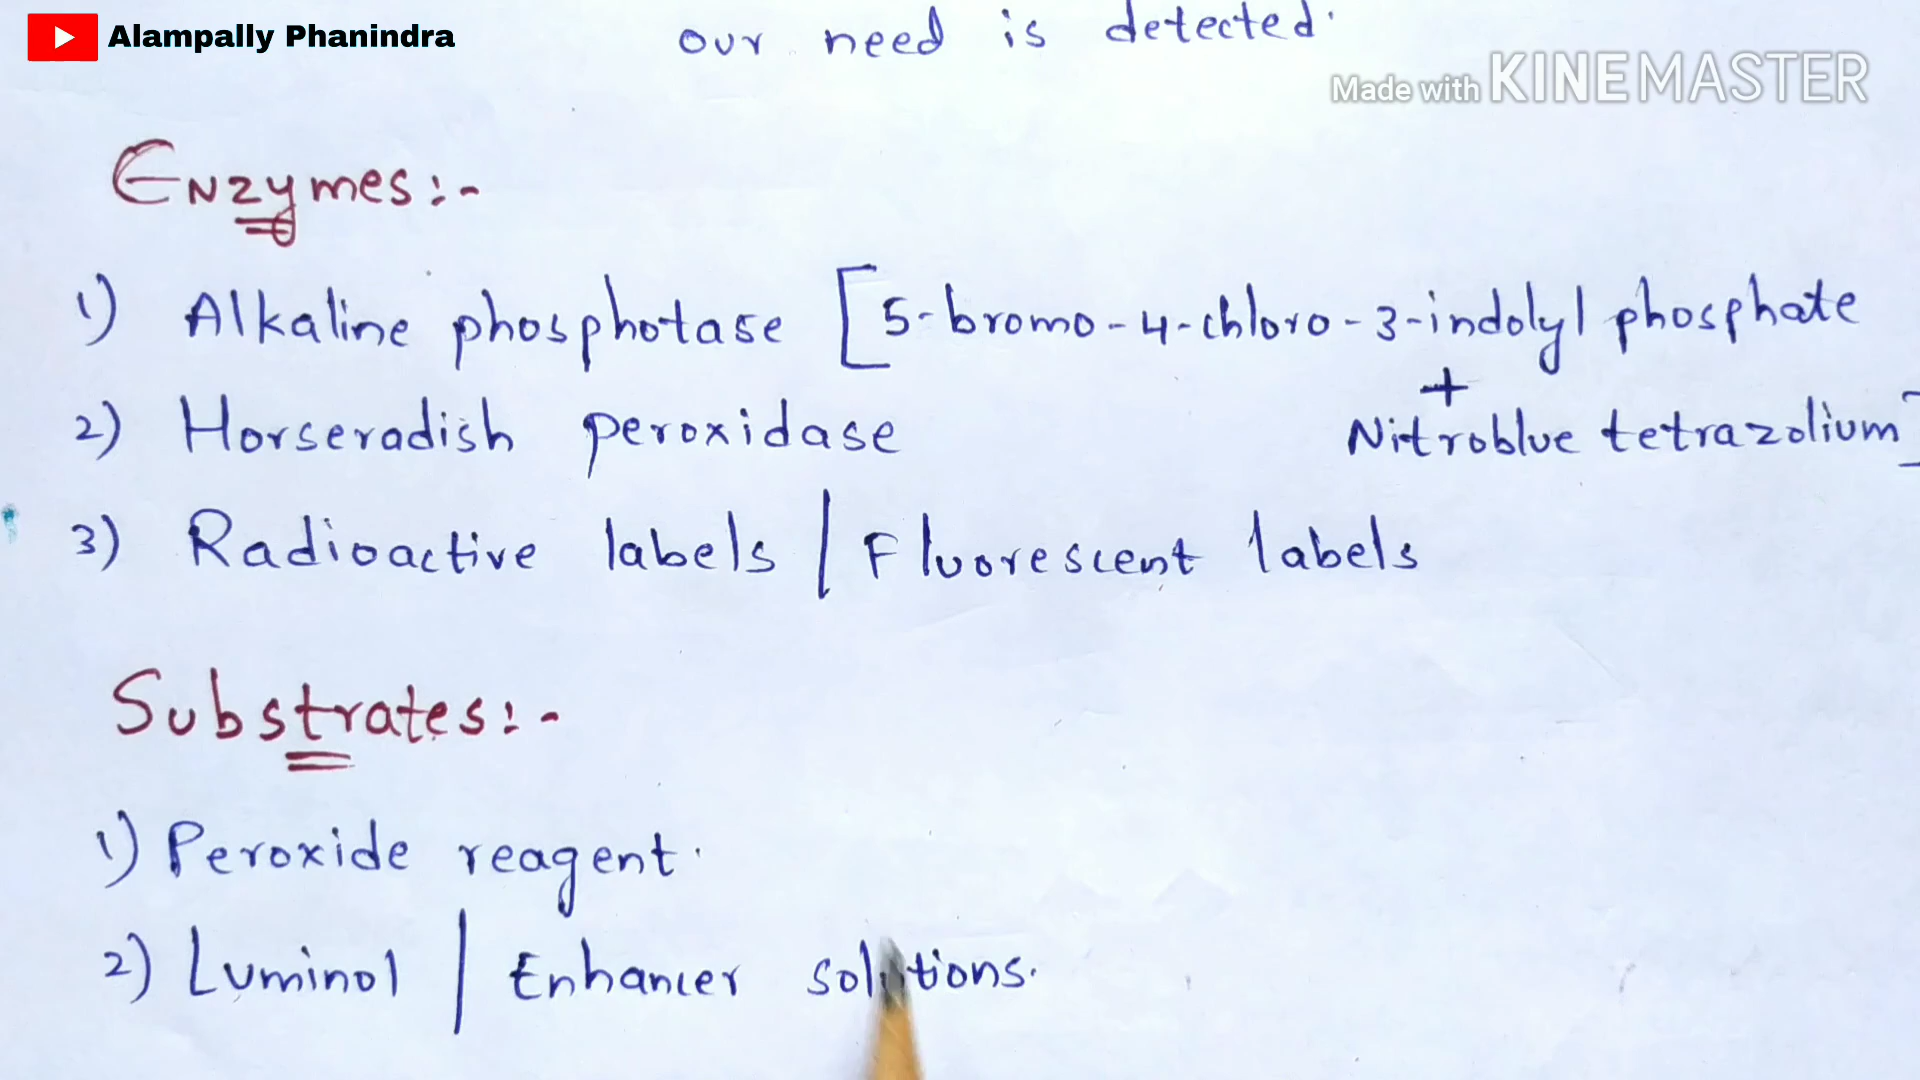 Alampally Phanindra
our need is detected.
Made with KINEMASTER
Enzymes:-
1) Alkaline phosphotase [5-bromo-4-chloro-3-indolyl phosphate
+
2) Horseradish peroxidase Nitroblue tetrazolium]
3) Radioactive labels / Fluorescent labels
Substrates:-
1) Peroxide reagent.
2) Luminol / Enhancer solutions.